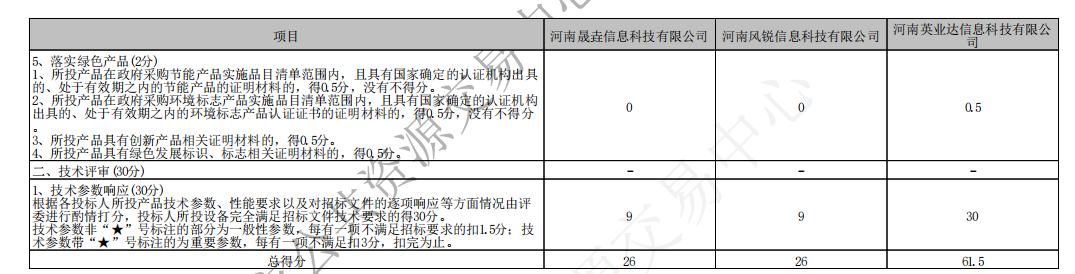 项目 河南晟垚信息科技有限公司 河南风锐信息科技有限公司 河南英业达信息科技有限公
司
5、落实绿色产品(2分)
1、所投产品在政府采购节能产品实施品目清单范围内，且具有国家确定的认证机构出具
的、处于有效期之内的节能产品的证明材料的，得0.5分，没有不得分。
2、所投产品在政府采购环境标志产品实施品目清单范围内，且具有国家确定的认证机构
出具的、处于有效期之内的环境标志产品认证证书的证明材料的，得0.5分，没有不得分
。
3、所投产品具有创新产品相关证明材料的，得0.5分。
4、所投产品具有绿色发展标识、标志相关证明材料的，得0.5分。
0 0 0.5
二、技术评审(30分) - - -
1、技术参数响应(30分)
根据各投标人所投产品技术参数、性能要求以及对招标文件的逐项响应等方面情况由评
委进行酌情打分，投标人所投设备完全满足招标文件技术要求的得30分。
技术参数非“★”号标注的部分为一般性参数，每有一项不满足招标要求的扣1.5分；技
术参数带“★”号标注的为重要参数，每有一项不满足扣3分，扣完为止。
9 9 30
总得分 26 26 61.5
公共资源交易中心
源交易中心